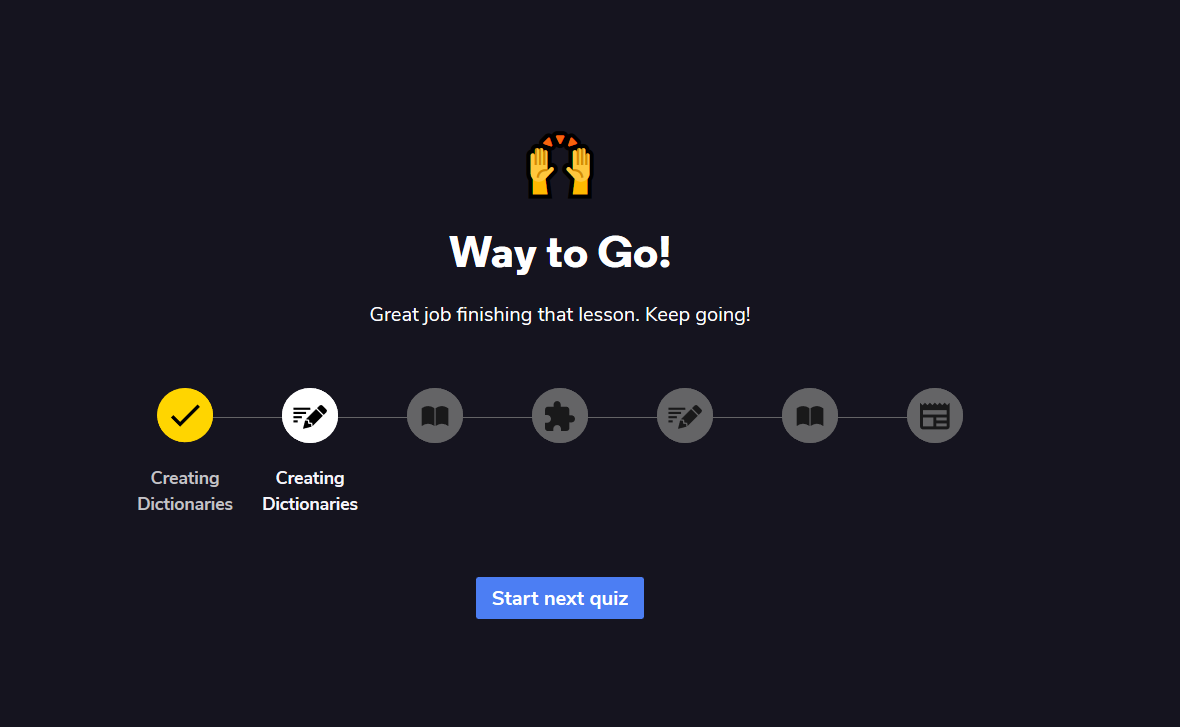 Way to Go!
Great job finishing that lesson. Keep going!
Creating
Dictionaries
Creating
Dictionaries
Start next quiz